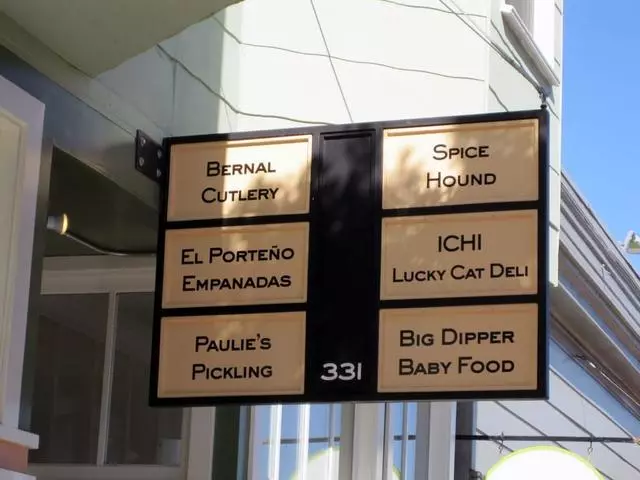 BERNAL
CUTLERY
EL PORTEÑO
EMPANADAS
PAULIE'S
PICKLING
331
SPICE
HOUND
ICHI
LUCKY CAT DELI
BIG DIPPER
BABY FOOD